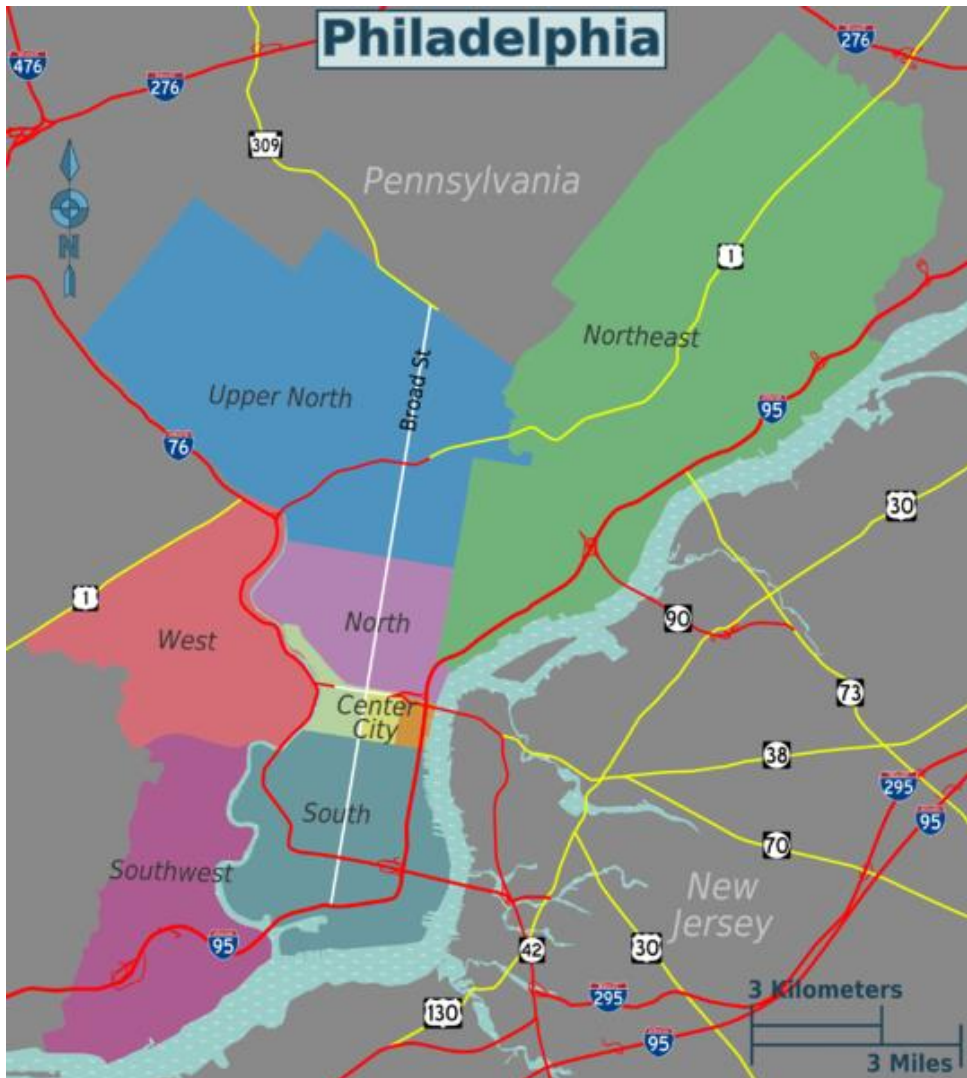 Philadelphia
476
276
276
309
Pennsylvania
N
1
Northeast
Broad St
Upper North
95
76
30
1
North
90
West
73
Center
City
38
295
95
South
70
Southwest
New
Jersey
95
42
30
3 Kilometers
295
130
95
3 Miles